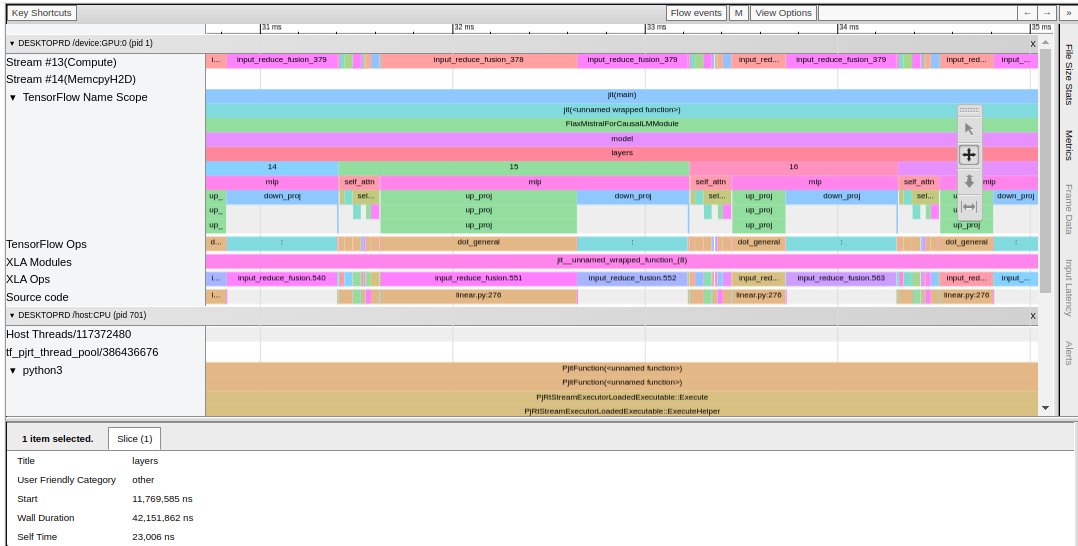 Key Shortcuts Flow events M View Options ← → »
31 ms 32 ms 33 ms 34 ms 35 ms
▾ DESKTOPRD /device:GPU:0 (pid 1) x
Stream #13(Compute) i... input_reduce_fusion_379 input_reduce_fusion_378 input_reduce_fusion_379 input_red... input_reduce_fusion_379 input_red... input_...
Stream #14(MemcpyH2D)
▾ TensorFlow Name Scope jit(main)
jit(<unnamed wrapped function>)
FlaxMistralForCausalLMModule
model
layers
14 15 16
mlp self_attn mlp self_attn mlp self_attn mlp
up_ down_proj sel... up_proj down_proj sel... up_proj down_proj sel... down_proj
up_ up_proj up_proj
up_ up_proj up_proj up_proj
TensorFlow Ops d... : dot_general : dot_general : dot_general :
XLA Modules jit__unnamed_wrapped_function_(8)
XLA Ops i... input_reduce_fusion.540 input_reduce_fusion.551 input_reduce_fusion.552 input_red... input_reduce_fusion.563 input_red... input_...
Source code l... linear.py:276 linear.py:276 linear.py:276
▾ DESKTOPRD /host:CPU (pid 701) x
Host Threads/117372480
tf_pjrt_thread_pool/386436676
▾ python3 PjitFunction(<unnamed function>)
PjitFunction(<unnamed function>)
PjRtStreamExecutorLoadedExecutable::Execute
PjRtStreamExecutorLoadedExecutable::ExecuteHelper
File Size Stats
Metrics
Frame Data
Input Latency
Alerts
1 item selected. Slice (1)
Title layers
User Friendly Category other
Start 11,769,585 ns
Wall Duration 42,151,862 ns
Self Time 23,006 ns